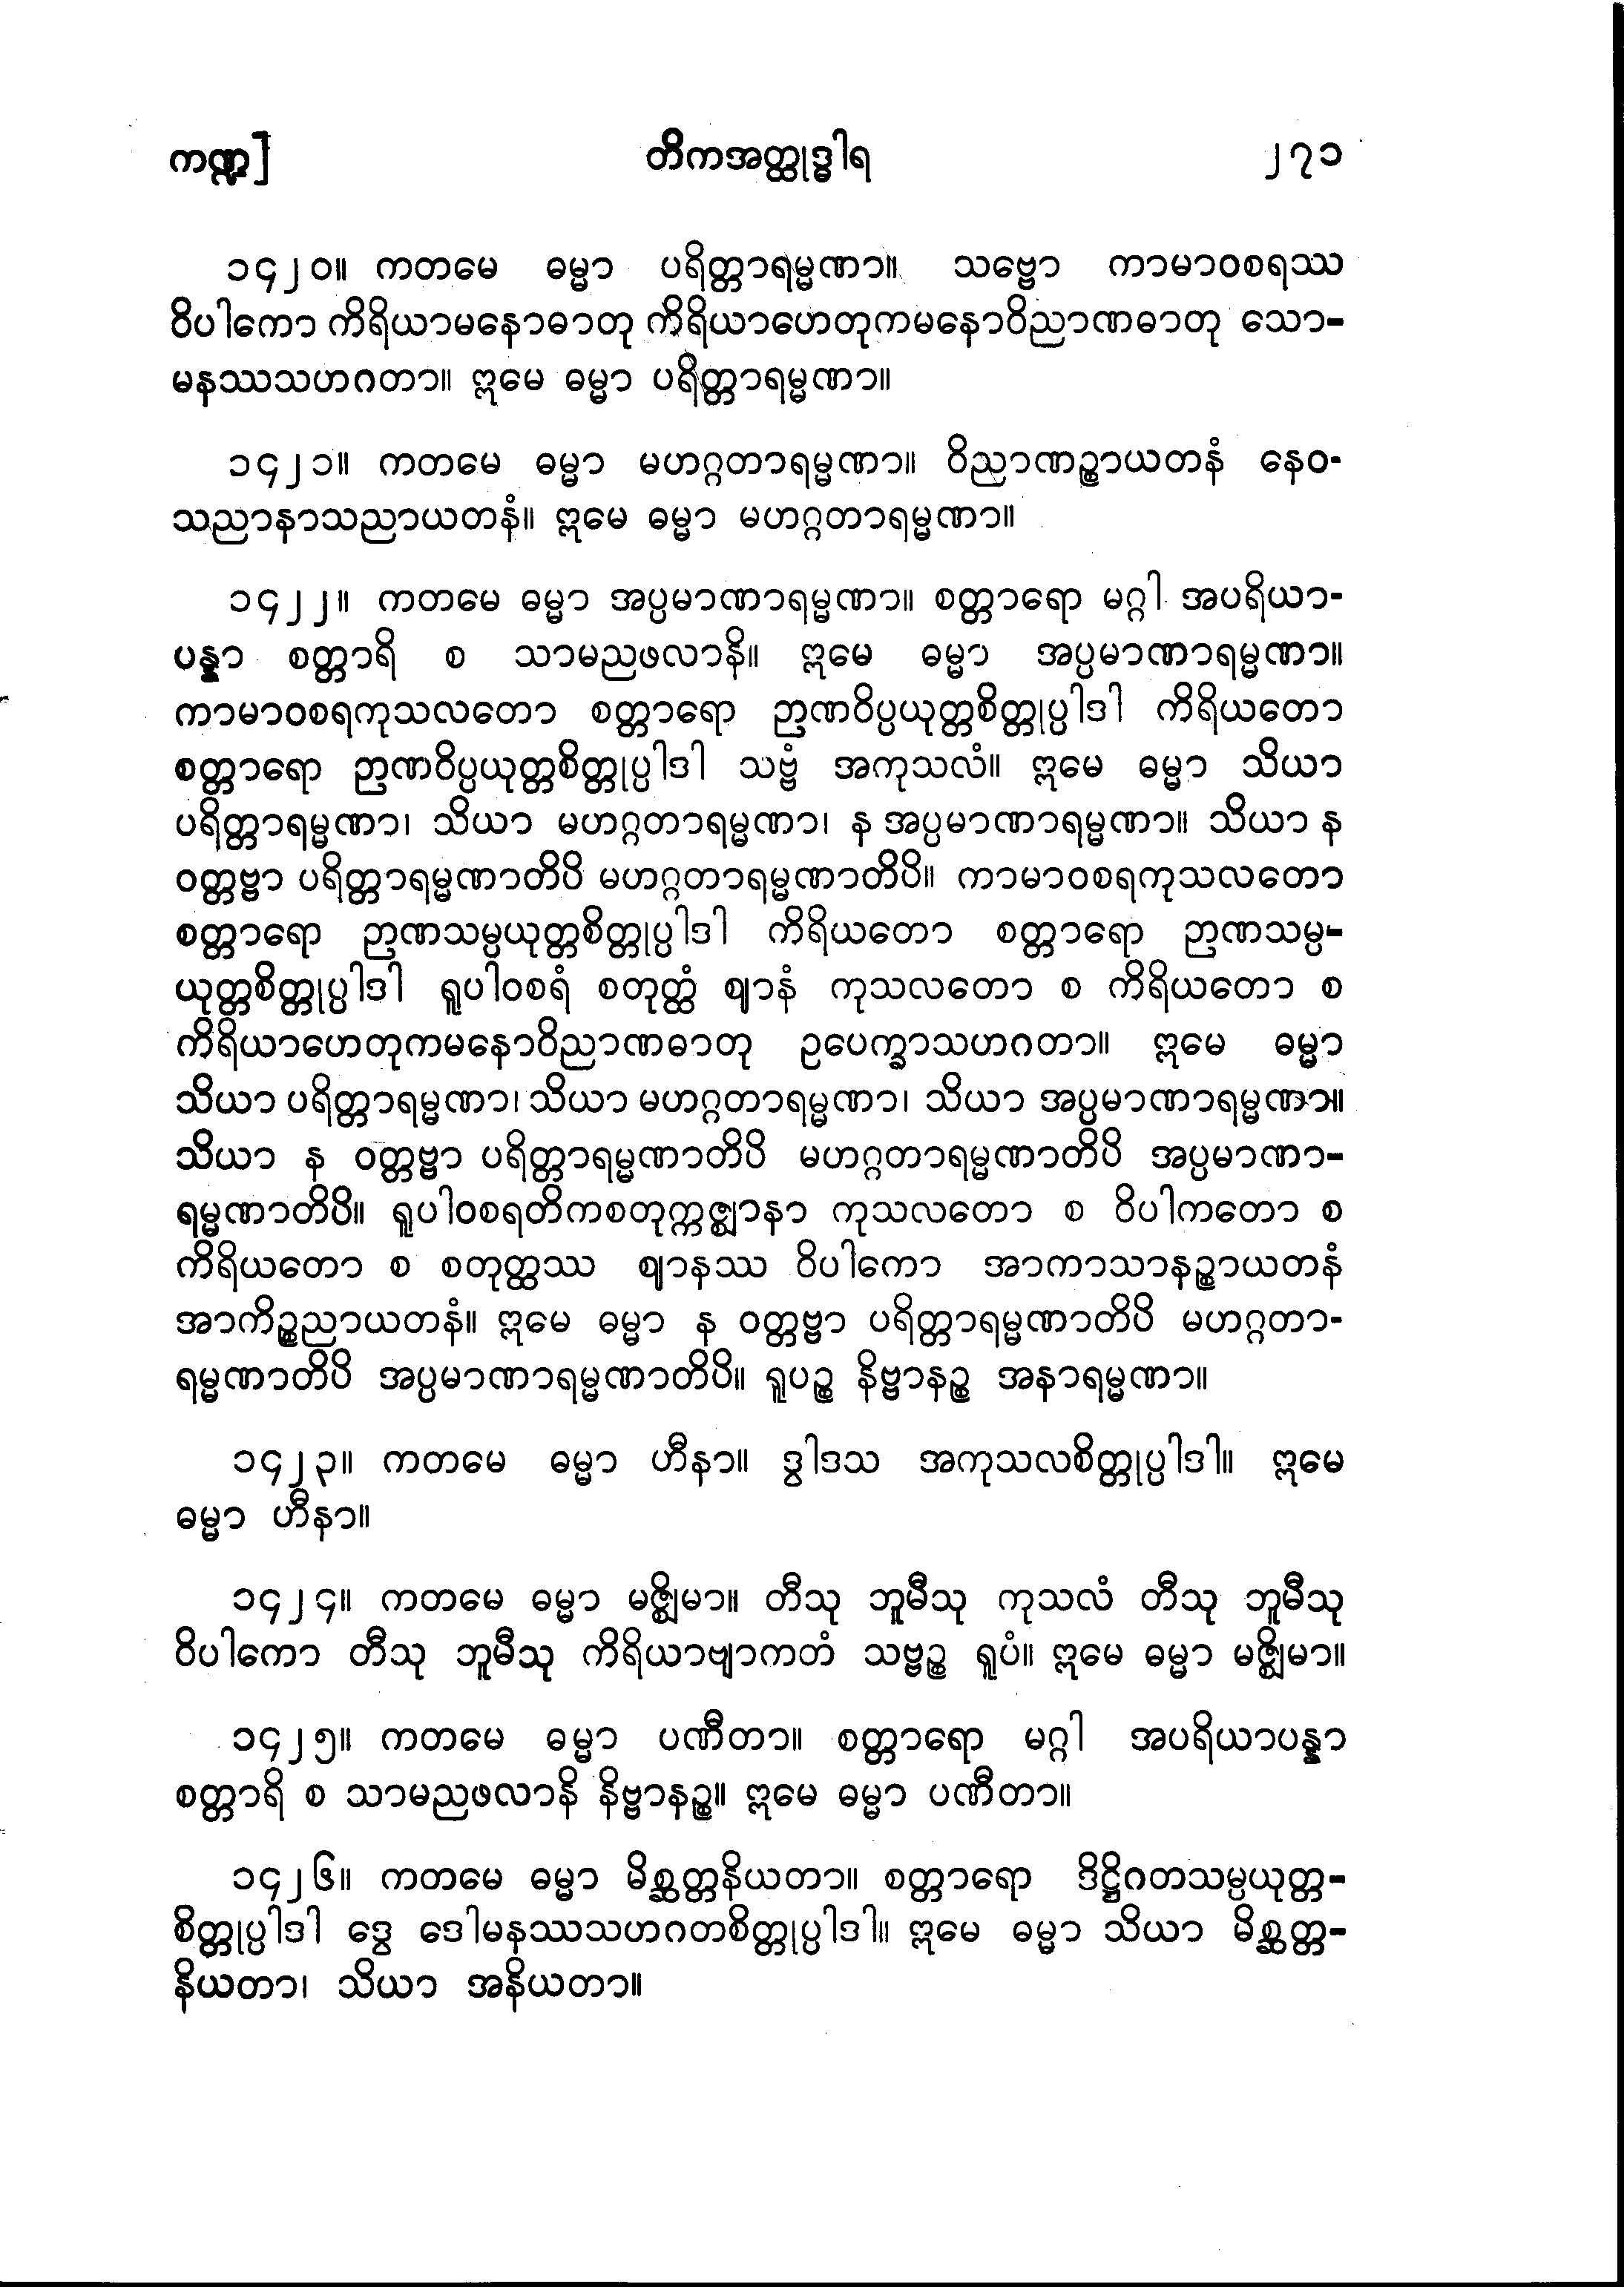 ကဏ္ဍ] တိကအတ္ထုဒ္ဓါရ ၂၇၁
၁၄၂၀။ ကတမေ ဓမ္မာ ပရိတ္တာရမ္မဏာ။ သဗ္ဗော ကာမာဝစရဿ
ဝိပါကော ကိရိယာမနောဓာတု ကိရိယာဟေတုကမနောဝိညာဏဓာတု သော-
မနဿသဟဂတာ။ ဣမေ ဓမ္မာ ပရိတ္တာရမ္မဏာ။
၁၄၂၁။ ကတမေ ဓမ္မာ မဟဂ္ဂတာရမ္မဏာ။ ဝိညာဏဉ္စာယတနံ နေဝ-
သညာနာသညာယတနံ။ ဣမေ ဓမ္မာ မဟဂ္ဂတာရမ္မဏာ။
၁၄၂၂။ ကတမေ ဓမ္မာ အပ္ပမာဏာရမ္မဏာ။ စတ္တာရော မဂ္ဂါ အပရိယာ-
ပန္နာ စတ္တာရိ စ သာမညဖလာနိ။ ဣမေ ဓမ္မာ အပ္ပမာဏာရမ္မဏာ။
ကာမာဝစရကုသလတော စတ္တာရော ဉာဏဝိပ္ပယုတ္တစိတ္တုပ္ပါဒါ ကိရိယတော
စတ္တာရော ဉာဏဝိပ္ပယုတ္တစိတ္တုပ္ပါဒါ သဗ္ဗံ အကုသလံ။ ဣမေ ဓမ္မာ သိယာ
ပရိတ္တာရမ္မဏာ၊ သိယာ မဟဂ္ဂတာရမ္မဏာ၊ န အပ္ပမာဏာရမ္မဏာ။ သိယာ န
ဝတ္တဗ္ဗာ ပရိတ္တာရမ္မဏာတိပိ မဟဂ္ဂတာရမ္မဏာတိပိ။ ကာမာဝစရကုသလတော
စတ္တာရော ဉာဏသမ္ပယုတ္တစိတ္တုပ္ပါဒါ ကိရိယတော စတ္တာရော ဉာဏသမ္ပ-
ယုတ္တစိတ္တုပ္ပါဒါ ရူပါဝစရံ စတုတ္ထံ ဈာနံ ကုသလတော စ ကိရိယတော စ
ကိရိယာဟေတုကမနောဝိညာဏဓာတု ဥပေက္ခာသဟဂတာ။ ဣမေ ဓမ္မာ
သိယာ ပရိတ္တာရမ္မဏာ၊ သိယာ မဟဂ္ဂတာရမ္မဏာ၊ သိယာ အပ္ပမာဏာရမ္မဏာ။
သိယာ န ဝတ္တဗ္ဗာ ပရိတ္တာရမ္မဏာတိပိ မဟဂ္ဂတာရမ္မဏာတိပိ အပ္ပမာဏာ-
ရမ္မဏာတိပိ။ ရူပါဝစရတိကစတုက္ကဇ္ဈာနာ ကုသလတော စ ဝိပါကတော စ
ကိရိယတော စ စတုတ္ထဿ ဈာနဿ ဝိပါကော အာကာသာနဉ္စာယတနံ
အာကိဉ္စညာယတနံ။ ဣမေ ဓမ္မာ န ဝတ္တဗ္ဗာ ပရိတ္တာရမ္မဏာတိပိ မဟဂ္ဂတာ-
ရမ္မဏာတိပိ အပ္ပမာဏာရမ္မဏာတိပိ။ ရူပဉ္စ နိဗ္ဗာနဉ္စ အနာရမ္မဏာ။
၁၄၂၃။ ကတမေ ဓမ္မာ ဟီနာ။ ဒွါဒသ အကုသလစိတ္တုပ္ပါဒါ။ ဣမေ
ဓမ္မာ ဟီနာ။
၁၄၂၄။ ကတမေ ဓမ္မာ မဇ္ဈိမာ။ တီသု ဘူမီသု ကုသလံ တီသု ဘူမီသု
ဝိပါကော တီသု ဘူမီသု ကိရိယာဗျာကတံ သဗ္ဗဉ္စ ရူပံ။ ဣမေ ဓမ္မာ မဇ္ဈိမာ။
၁၄၂၅။ ကတမေ ဓမ္မာ ပဏီတာ။ စတ္တာရော မဂ္ဂါ အပရိယာပန္နာ
စတ္တာရိ စ သာမညဖလာနိ နိဗ္ဗာနဉ္စ။ ဣမေ ဓမ္မာ ပဏီတာ။
၁၄၂၆။ ကတမေ ဓမ္မာ မိစ္ဆတ္တနိယတာ။ စတ္တာရော ဒိဋ္ဌိဂတသမ္ပယုတ္တ-
စိတ္တုပ္ပါဒါ ဒွေ ဒေါမနဿသဟဂတစိတ္တုပ္ပါဒါ။ ဣမေ ဓမ္မာ သိယာ မိစ္ဆတ္တ-
နိယတာ၊ သိယာ အနိယတာ။